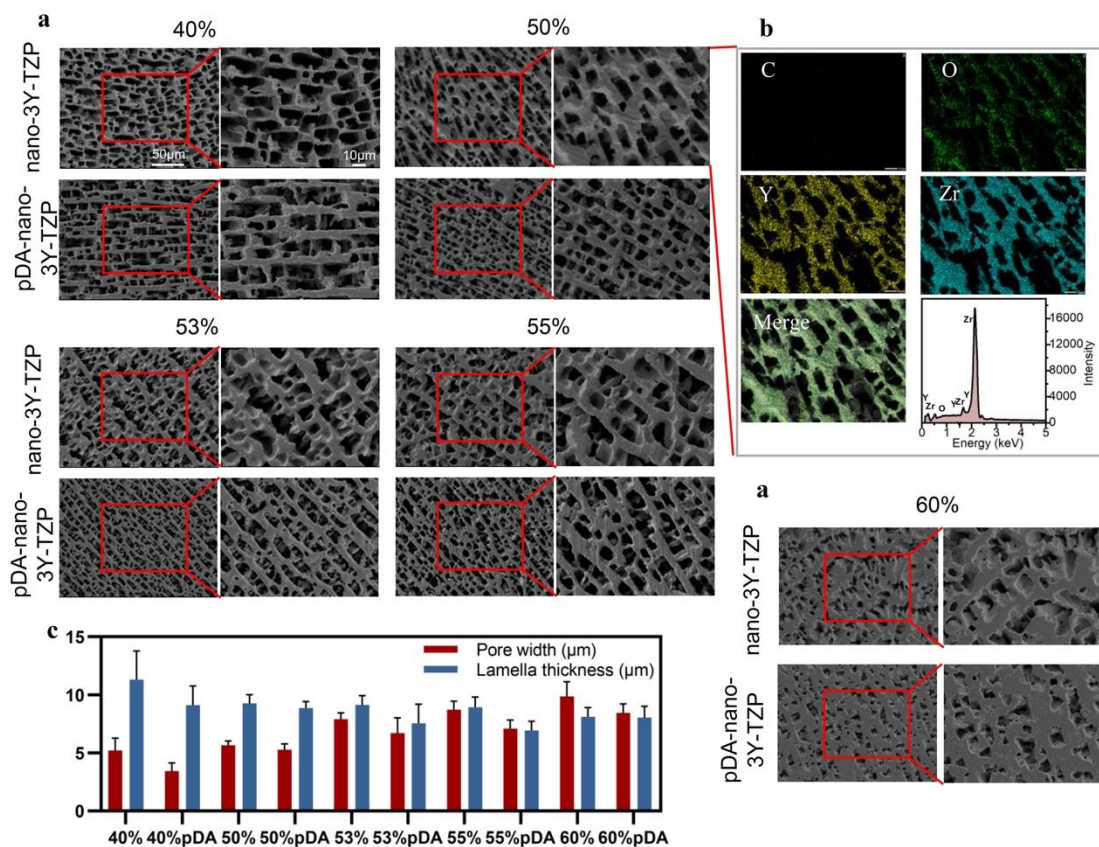 a
40%
50%
nano-3Y-TZP
50μm
10μm
pDA-nano-
3Y-TZP
53%
55%
nano-3Y-TZP
pDA-nano-
3Y-TZP
b
C
O
Y
Zr
Merge
Zr
Y
Zr
O
Y
Zr
Y
16000
12000
8000
4000
0
Intensity
0 1 2 3 4 5
Energy (keV)
a
60%
nano-3Y-TZP
pDA-nano-
3Y-TZP
c
15
10
5
0
Pore width (μm)
Lamella thickness (μm)
40% 40%pDA 50% 50%pDA 53% 53%pDA 55% 55%pDA 60% 60%pDA